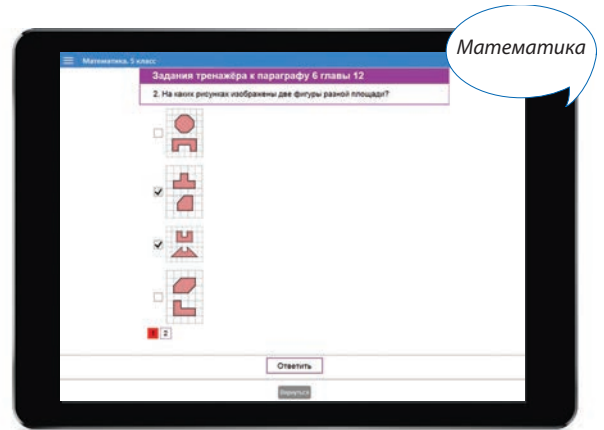 Математика
Математика. 5 класс
Задания тренажёра к параграфу 6 главы 12
2. На каких рисунках изображены две фигуры разной площади?
1 2
Ответить
Вернуться